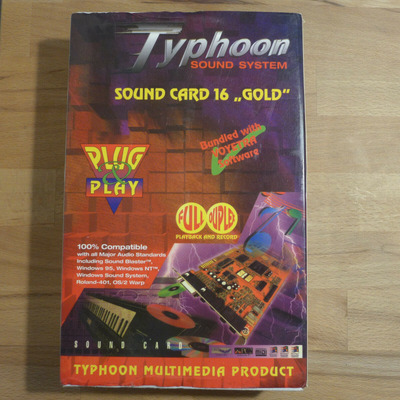 Typhoon
SOUND SYSTEM
SOUND CARD 16 „GOLD“
Bundled with
VOYETRA
Software
PLUG
&
PLAY
FULL DUPLEX
PLAYBACK AND RECORD
100% Compatible
with all Major Audio Standards
including Sound Blaster™,
Windows 95, Windows NT™,
Windows Sound System,
Roland-401, OS/2 Warp
SOUND CARD
TYPHOON MULTIMEDIA PRODUCT